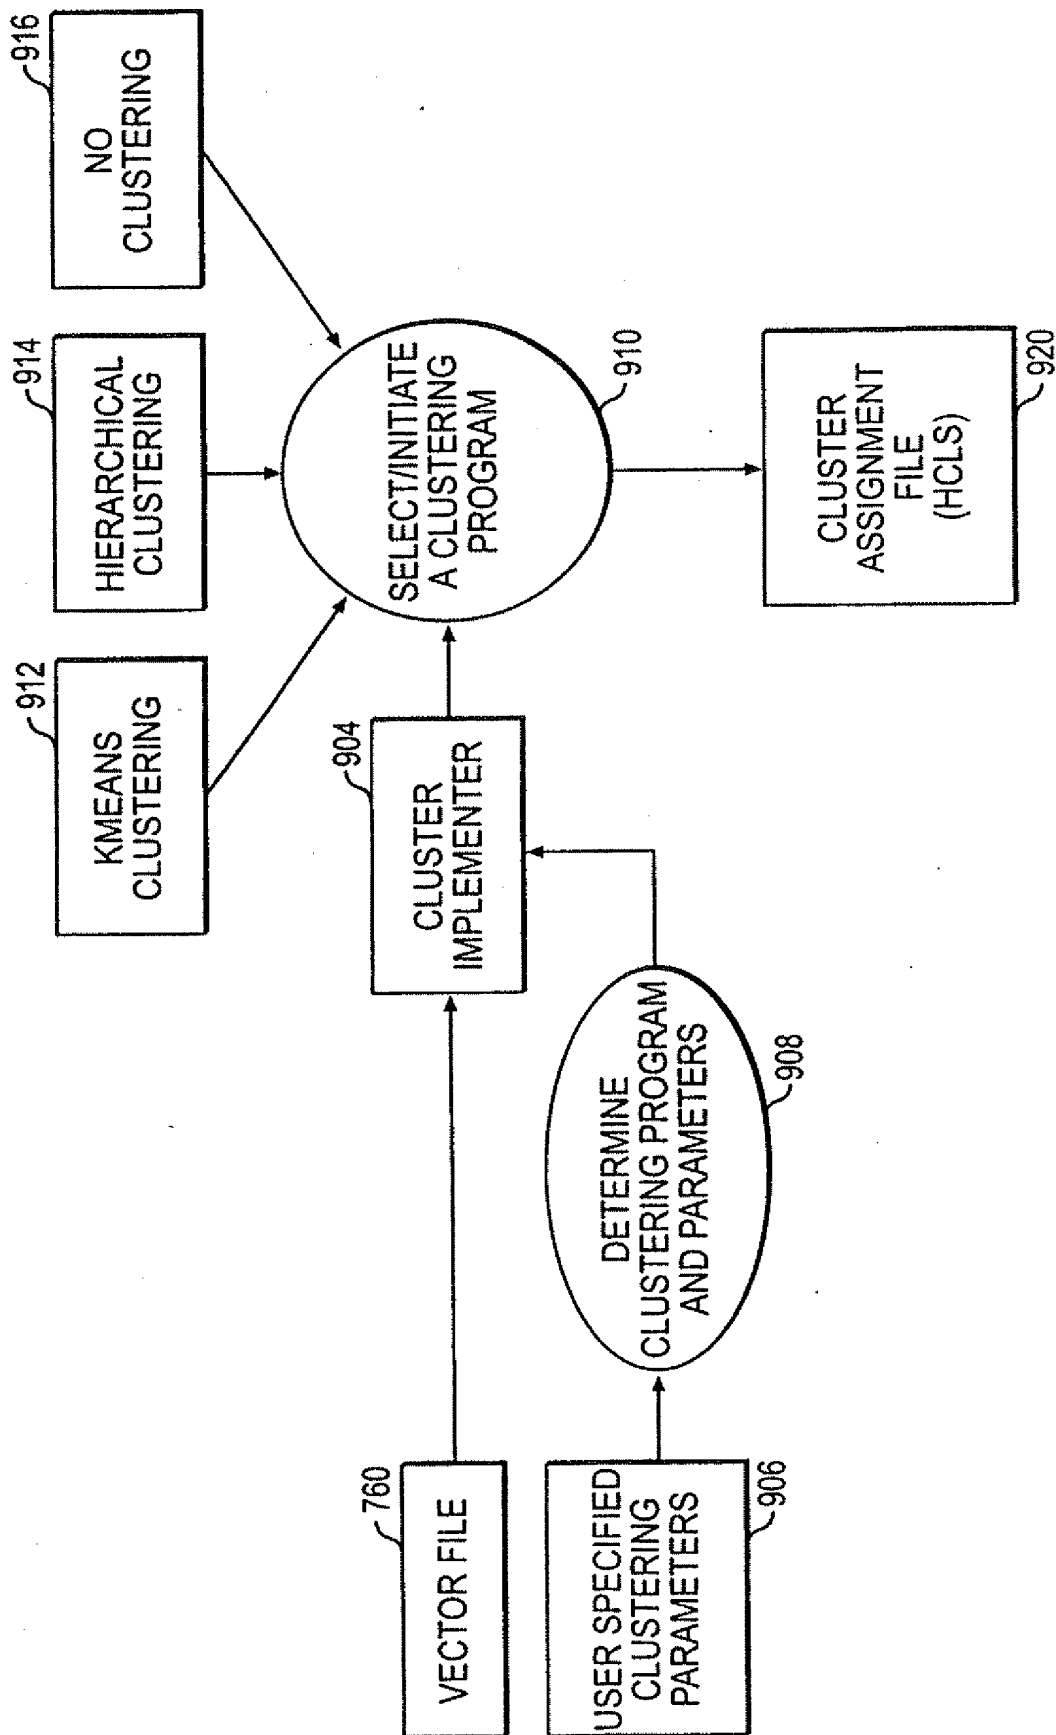 912
KMEANS
CLUSTERING
914
HIERARCHICAL
CLUSTERING
916
NO
CLUSTERING
760
VECTOR FILE
904
CLUSTER
IMPLEMENTER
SELECT/INITIATE
A CLUSTERING
PROGRAM
910
USER SPECIFIED
CLUSTERING
PARAMETERS
906
DETERMINE
CLUSTERING PROGRAM
AND PARAMETERS
908
CLUSTER
ASSIGNMENT
FILE
(HCLS)
920